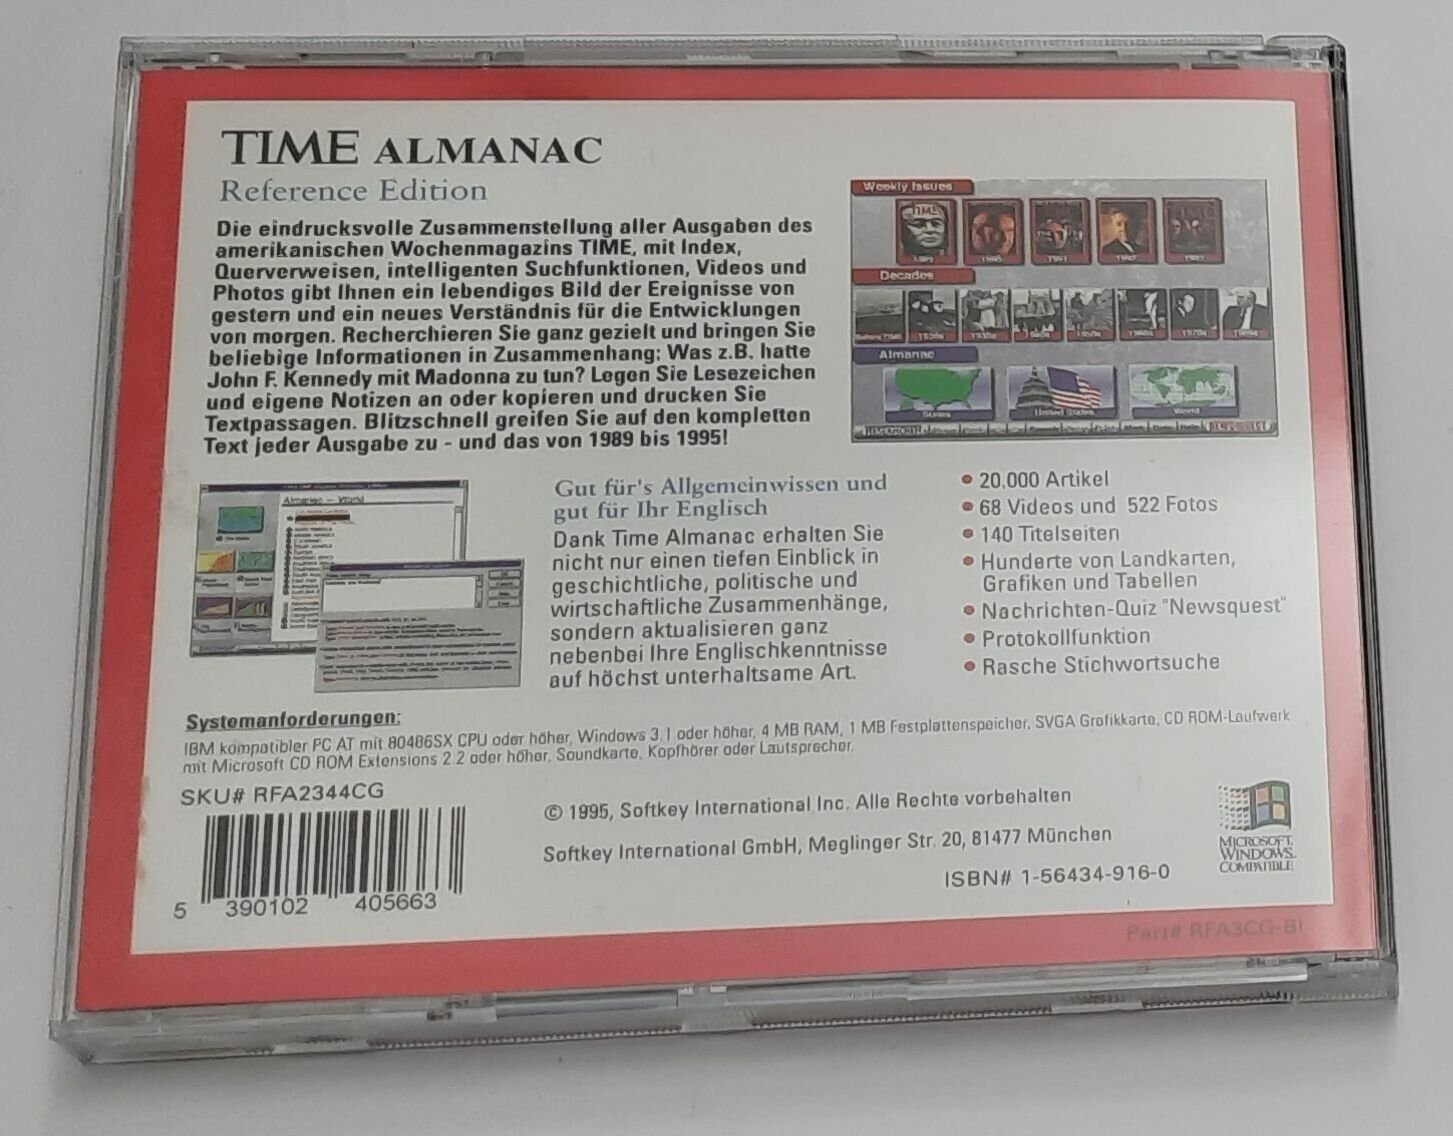 TIME ALMANAC
Reference Edition
Die eindrucksvolle Zusammenstellung aller Ausgaben des
amerikanischen Wochenmagazins TIME, mit Index,
Querverweisen, intelligenten Suchfunktionen, Videos und
Photos gibt Ihnen ein lebendiges Bild der Ereignisse von
gestern und ein neues Verständnis für die Entwicklungen
von morgen. Recherchieren Sie ganz gezielt und bringen Sie
beliebige Informationen in Zusammenhang: Was z.B. hatte
John F. Kennedy mit Madonna zu tun? Legen Sie Lesezeichen
und eigene Notizen an oder kopieren und drucken Sie
Textpassagen. Blitzschnell greifen Sie auf den kompletten
Text jeder Ausgabe zu - und das von 1989 bis 1995!
Weekly Issues
TIME
Decades
Almanac
States
United States
World
Almanac - World
Gut für's Allgemeinwissen und
gut für Ihr Englisch
Dank Time Almanac erhalten Sie
nicht nur einen tiefen Einblick in
geschichtliche, politische und
wirtschaftliche Zusammenhänge,
sondern aktualisieren ganz
nebenbei Ihre Englischkenntnisse
auf höchst unterhaltsame Art.
• 20.000 Artikel
• 68 Videos und 522 Fotos
• 140 Titelseiten
• Hunderte von Landkarten,
Grafiken und Tabellen
• Nachrichten-Quiz "Newsquest"
• Protokollfunktion
• Rasche Stichwortsuche
Systemanforderungen:
IBM kompatibler PC AT mit 80486SX CPU oder höher, Windows 3.1 oder höher, 4 MB RAM, 1 MB Festplattenspeicher, SVGA Grafikkarte, CD ROM-Laufwerk
mit Microsoft CD ROM Extensions 2.2 oder höher, Soundkarte, Kopfhörer oder Lautsprecher.
SKU# RFA2344CG
5 390102 405663
© 1995, Softkey International Inc. Alle Rechte vorbehalten
Softkey International GmbH, Meglinger Str. 20, 81477 München
ISBN# 1-56434-916-0
MICROSOFT.
WINDOWS.
COMPATIBLE
Part# RFA3CG-BI